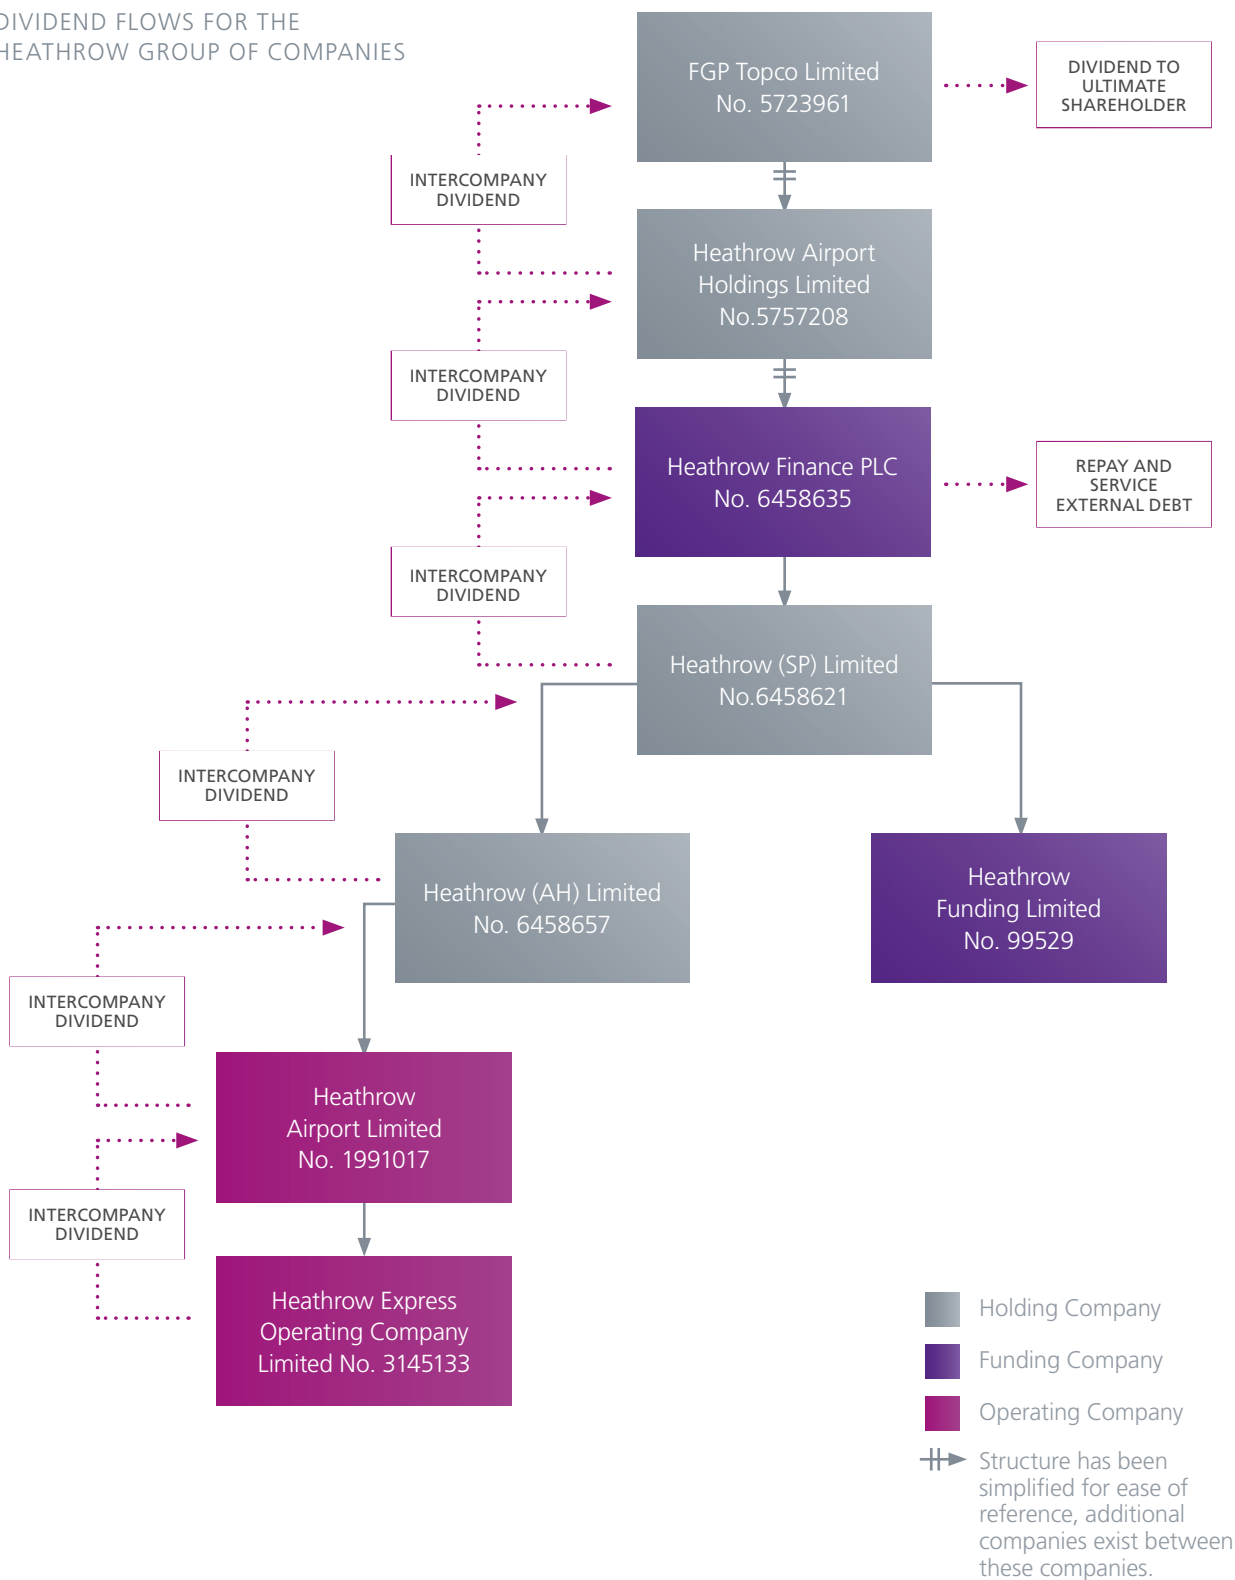 DIVIDEND FLOWS FOR THE
HEATHROW GROUP OF COMPANIES
FGP Topco Limited
No. 5723961
DIVIDEND TO
ULTIMATE
SHAREHOLDER
INTERCOMPANY
DIVIDEND
Heathrow Airport
Holdings Limited
No.5757208
INTERCOMPANY
DIVIDEND
Heathrow Finance PLC
No. 6458635
REPAY AND
SERVICE
EXTERNAL DEBT
INTERCOMPANY
DIVIDEND
Heathrow (SP) Limited
No.6458621
INTERCOMPANY
DIVIDEND
Heathrow (AH) Limited
No. 6458657
Heathrow
Funding Limited
No. 99529
INTERCOMPANY
DIVIDEND
Heathrow
Airport Limited
No. 1991017
INTERCOMPANY
DIVIDEND
Heathrow Express
Operating Company
Limited No. 3145133
Holding Company
Funding Company
Operating Company
Structure has been
simplified for ease of
reference, additional
companies exist between
these companies.